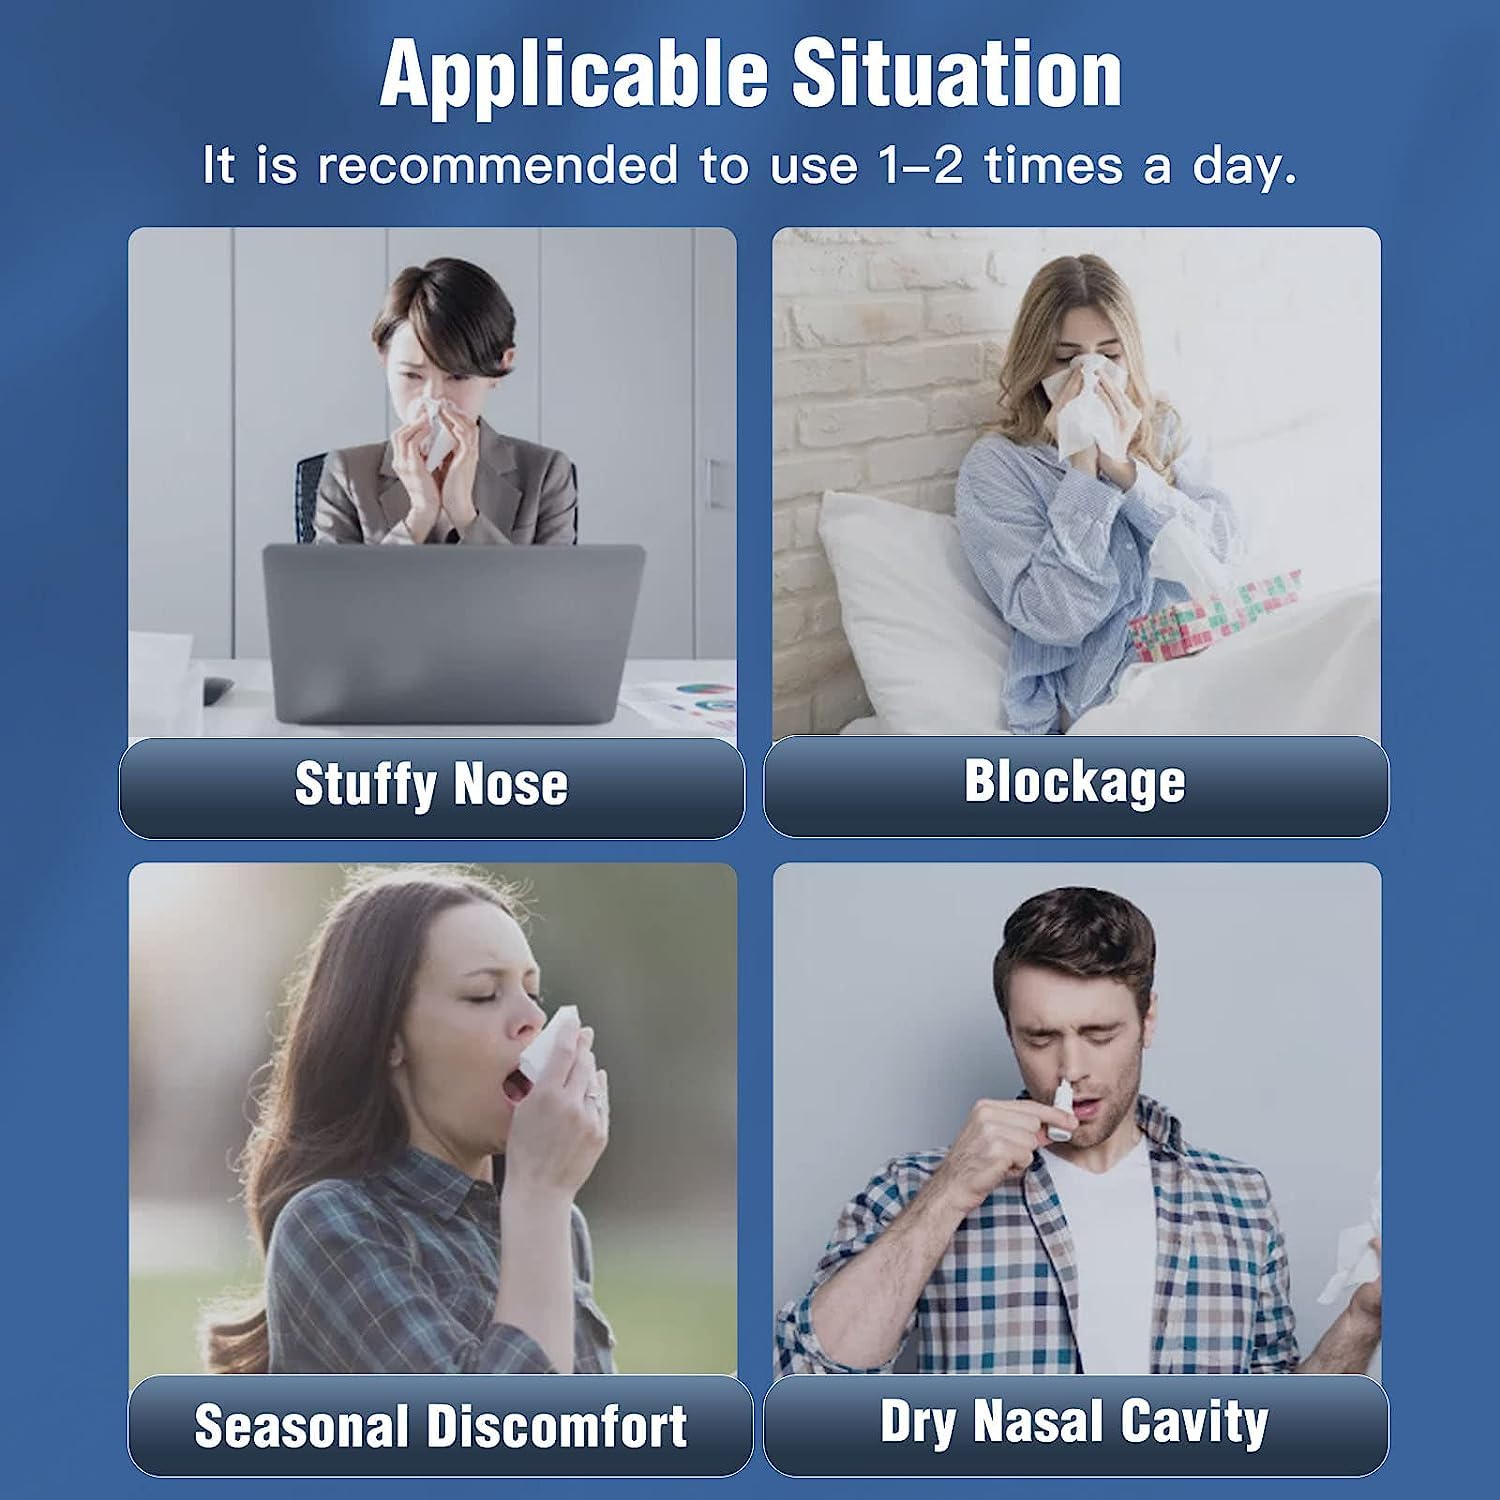 Applicable Situation
It is recommended to use 1–2 times a day.
Stuffy Nose
Blockage
Seasonal Discomfort
Dry Nasal Cavity